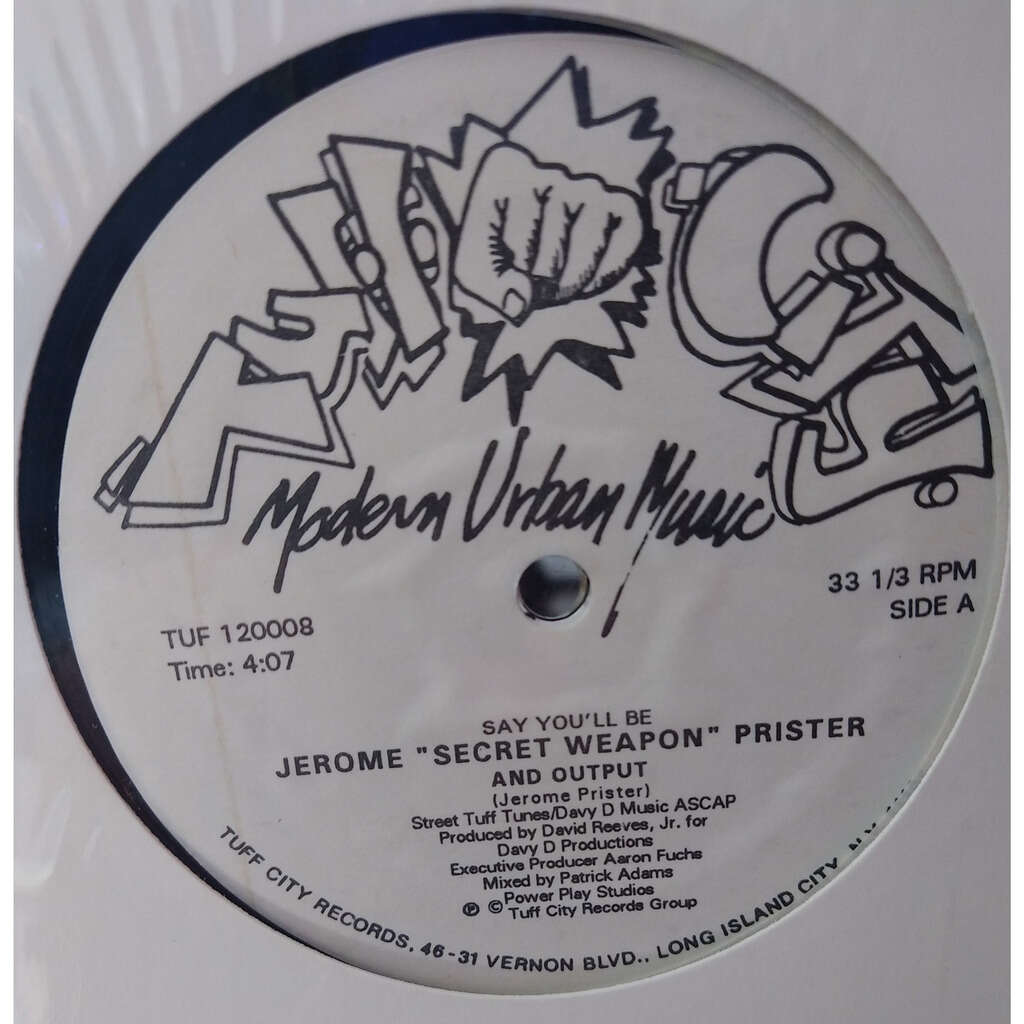 TUFF CITY
Modern Urban Music
33 1/3 RPM
SIDE A
TUF 120008
Time: 4:07
SAY YOU'LL BE
JEROME "SECRET WEAPON" PRISTER
AND OUTPUT
(Jerome Prister)
Street Tuff Tunes/Davy D Music ASCAP
Produced by David Reeves, Jr. for
Davy D Productions
Executive Producer Aaron Fuchs
Mixed by Patrick Adams
Power Play Studios
℗ © Tuff City Records Group
TUFF CITY RECORDS, 46-31 VERNON BLVD., LONG ISLAND CITY, N.Y.